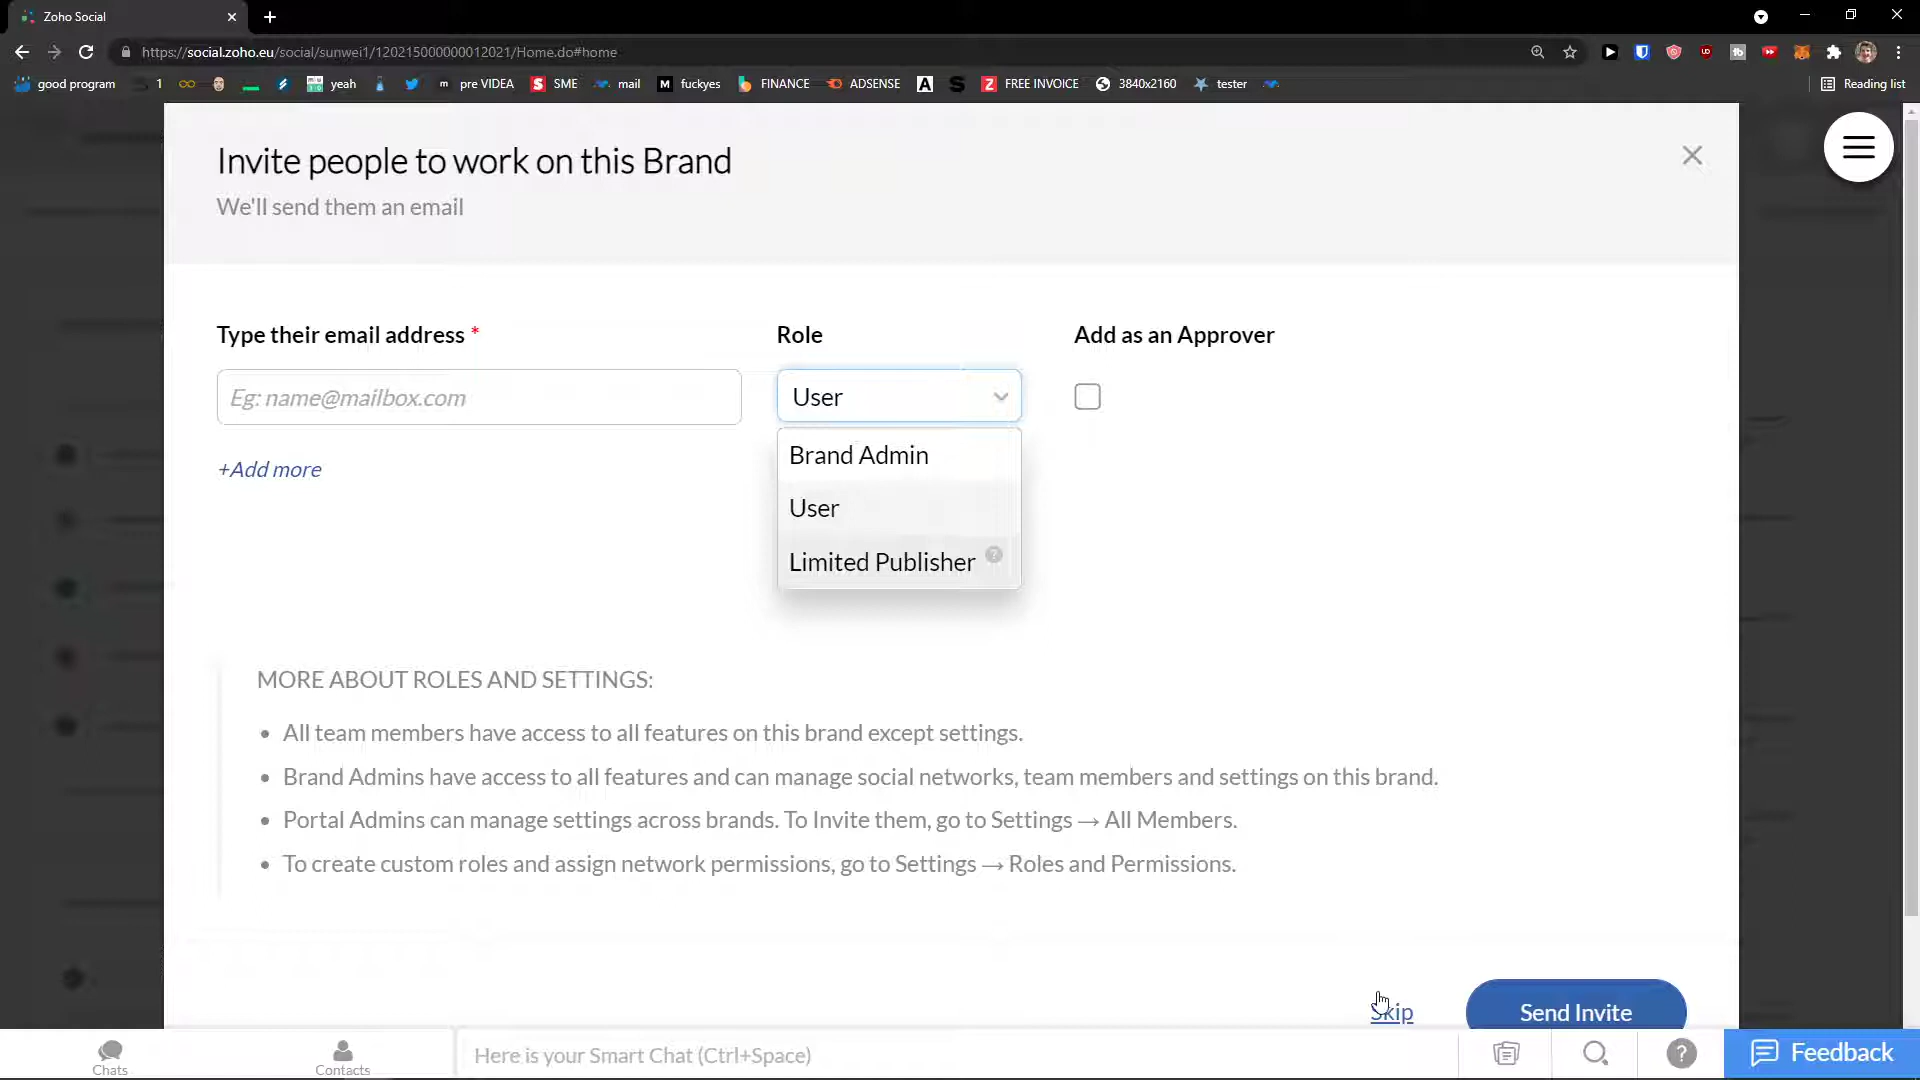 Zoho Social
https://social.zoho.eu/social/sunwei1/120215000000012021/Home.do#home
good program
1
yeah
m pre VIDEA
S SME
mail
M fuckyes
FINANCE
ADSENSE
A
S
Z FREE INVOICE
3840x2160
tester
Reading list
Invite people to work on this Brand
We'll send them an email
Type their email address *
Role
Add as an Approver
Eg: name@mailbox.com
User
Brand Admin
+Add more
User
Limited Publisher ?
MORE ABOUT ROLES AND SETTINGS:
• All team members have access to all features on this brand except settings.
• Brand Admins have access to all features and can manage social networks, team members and settings on this brand.
• Portal Admins can manage settings across brands. To Invite them, go to Settings → All Members.
• To create custom roles and assign network permissions, go to Settings → Roles and Permissions.
Skip
Send Invite
Chats
Contacts
Here is your Smart Chat (Ctrl+Space)
?
Feedback